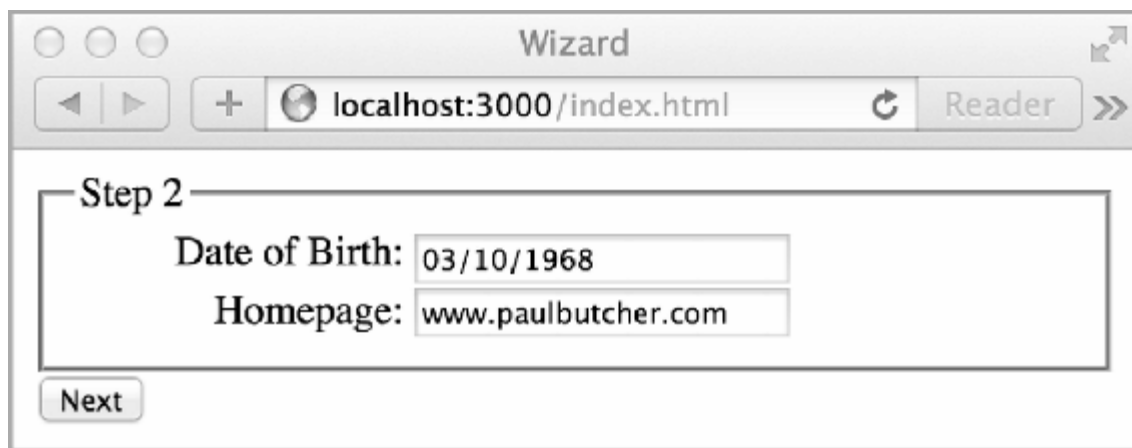 Wizard
localhost:3000/index.html Reader
Step 2
Date of Birth: 03/10/1968
Homepage: www.paulbutcher.com
Next